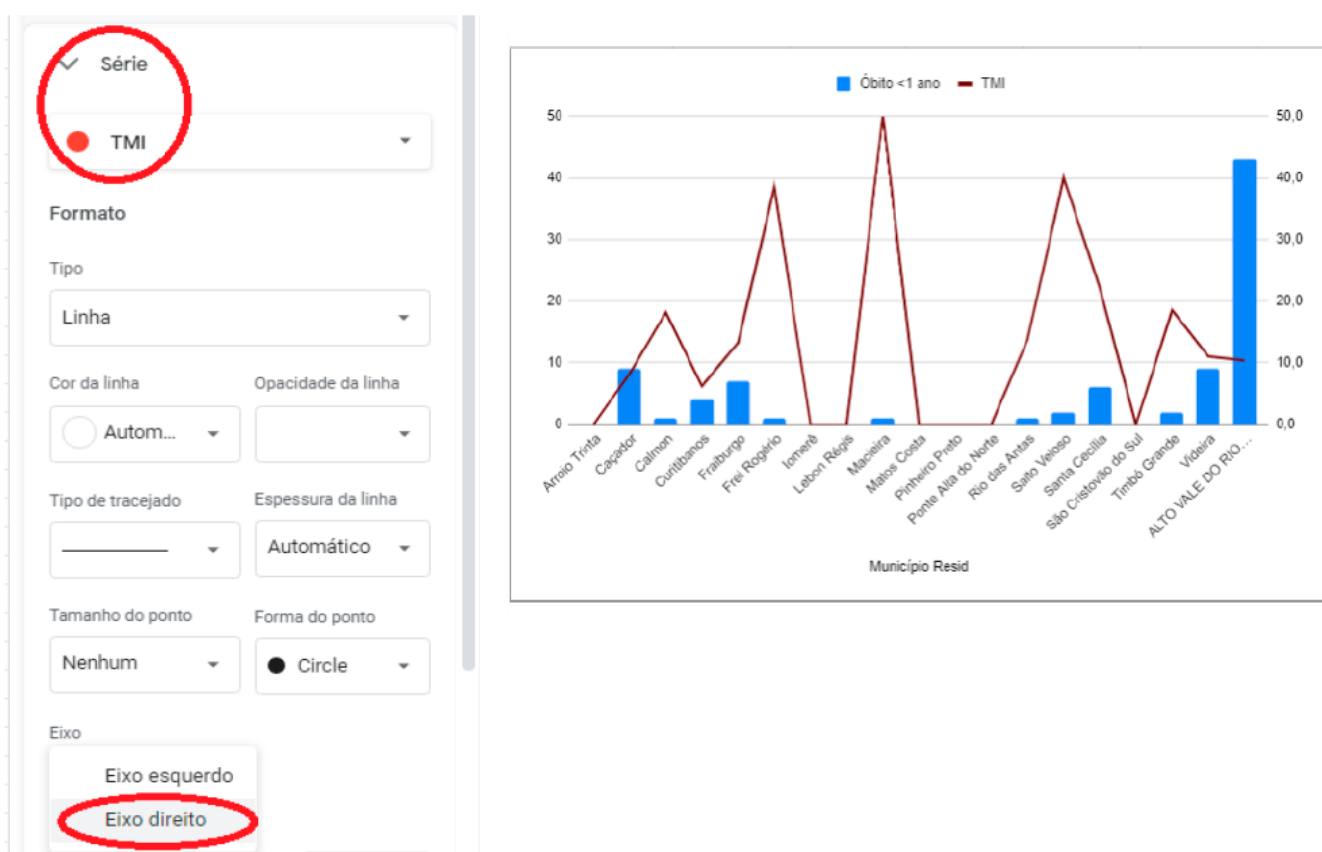 Série
TMI
Formato
Tipo
Linha
Cor da linha
Opacidade da linha
Autom...
Tipo de tracejado
Espessura da linha
Automático
Tamanho do ponto
Forma do ponto
Nenhum
Circle
Eixo
Eixo esquerdo
Eixo direito
Óbito <1 ano
TMI
50
40
30
20
10
0
50,0
40,0
30,0
20,0
10,0
0,0
Arroio Trinta
Caçador
Calmon
Curitibanos
Fraiburgo
Frei Rogério
Iomerê
Lebon Régis
Macieira
Matos Costa
Pinheiro Preto
Ponte Alta do Norte
Rio das Antas
Salto Veloso
Santa Cecília
São Cristovão do Sul
Timbó Grande
Videira
ALTO VALE DO RIO...
Município Resid